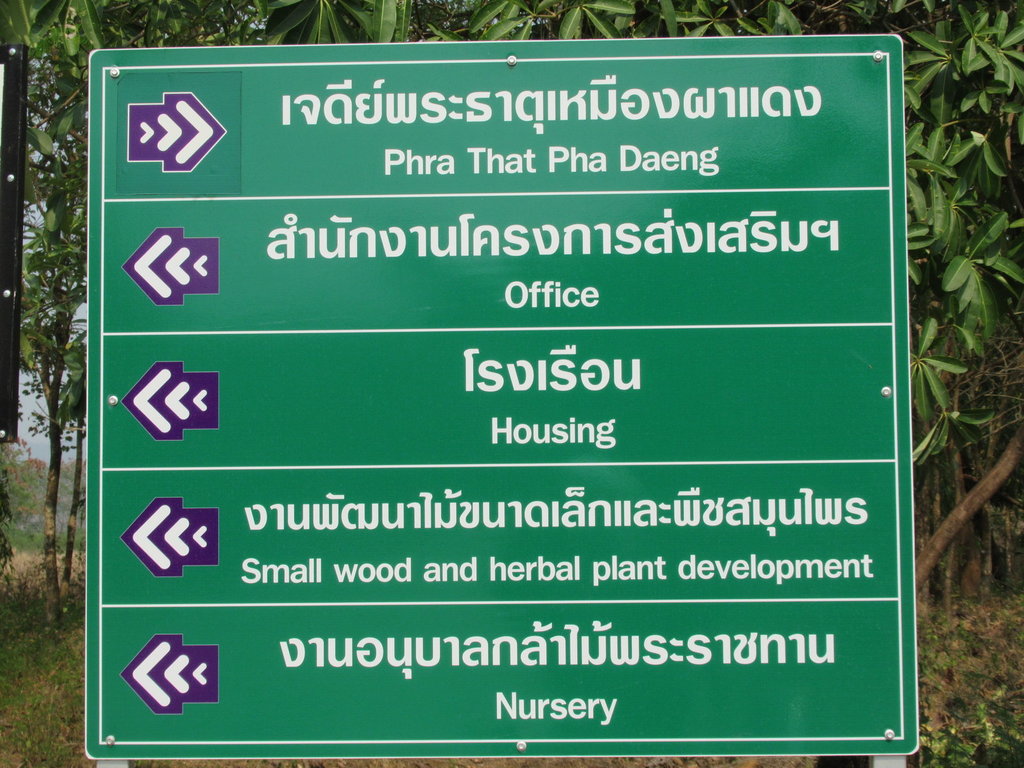 เจดีย์พระธาตุเหมืองผาแดง
Phra That Pha Daeng
สำนักงานโครงการส่งเสริมฯ
Office
โรงเรือน
Housing
งานพัฒนาไม้ขนาดเล็กและพืชสมุนไพร
Small wood and herbal plant development
งานอนุบาลกล้าไม้พระราชทาน
Nursery